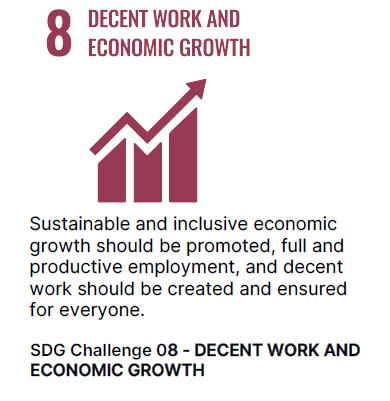 8 DECENT WORK AND
ECONOMIC GROWTH
Sustainable and inclusive economic
growth should be promoted, full and
productive employment, and decent
work should be created and ensured
for everyone.
SDG Challenge 08 - DECENT WORK AND
ECONOMIC GROWTH